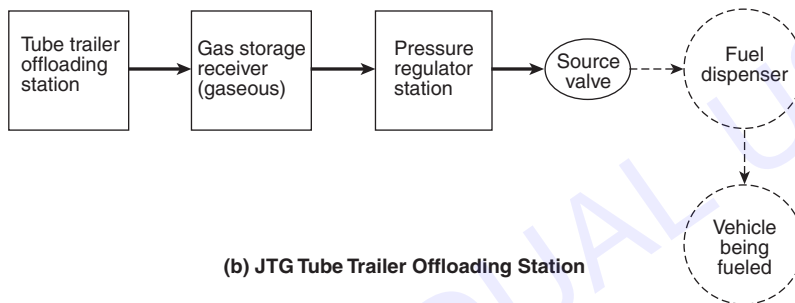 Tube trailer
offloading
station
Gas storage
receiver
(gaseous)
Pressure
regulator
station
Source
valve
Fuel
dispenser
Vehicle
being
fueled
(b) JTG Tube Trailer Offloading Station